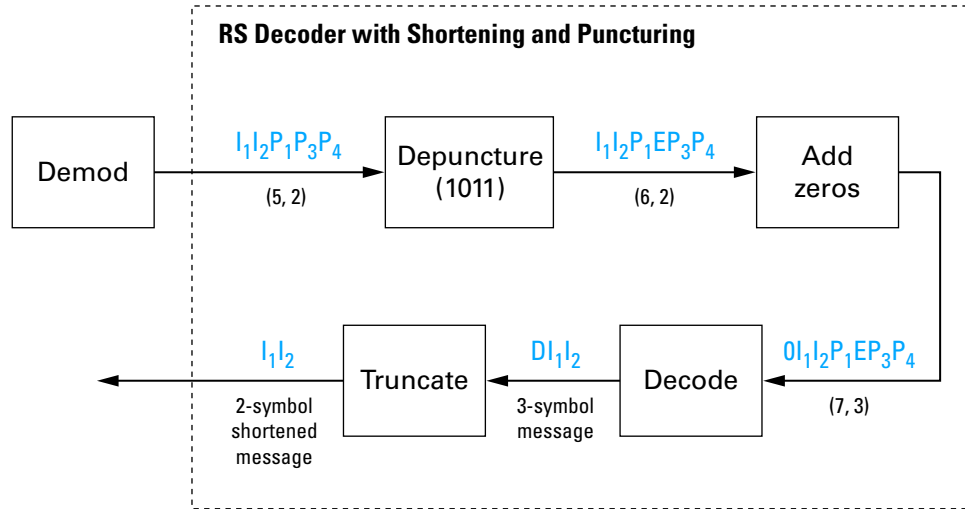 RS Decoder with Shortening and Puncturing
Demod
I₁I₂P₁P₃P₄
(5, 2)
Depuncture
(1011)
I₁I₂P₁EP₃P₄
(6, 2)
Add
zeros
0I₁I₂P₁EP₃P₄
(7, 3)
Decode
DI₁I₂
3-symbol
message
Truncate
I₁I₂
2-symbol
shortened
message